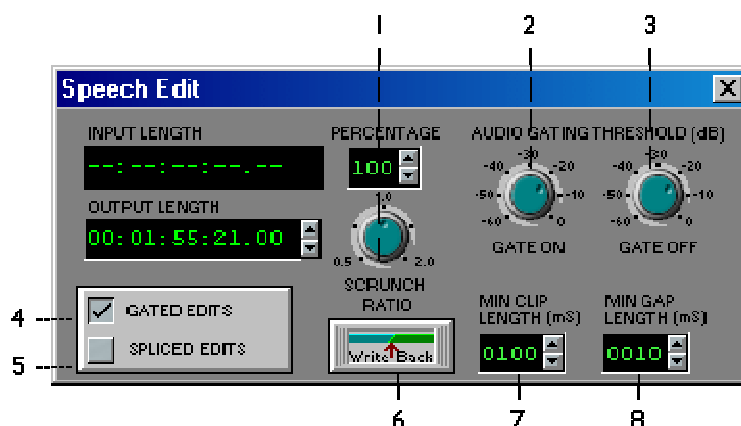 1 2 3
Speech Edit X
INPUT LENGTH PERCENTAGE AUDIO GATING THRESHOLD (dB)
--:--:--:--.-- 100
-40 -30 -20 -40 -30 -20
-50 -10 -50 -10
-60 0 -60 0
GATE ON GATE OFF
OUTPUT LENGTH 1.0
00:01:55:21.00
0.5 2.0
SCRUNCH
RATIO
4 GATED EDITS
5 SPLICED EDITS
Write Back
MIN CLIP
LENGTH (mS)
0100
MIN GAP
LENGTH (mS)
0010
6 7 8